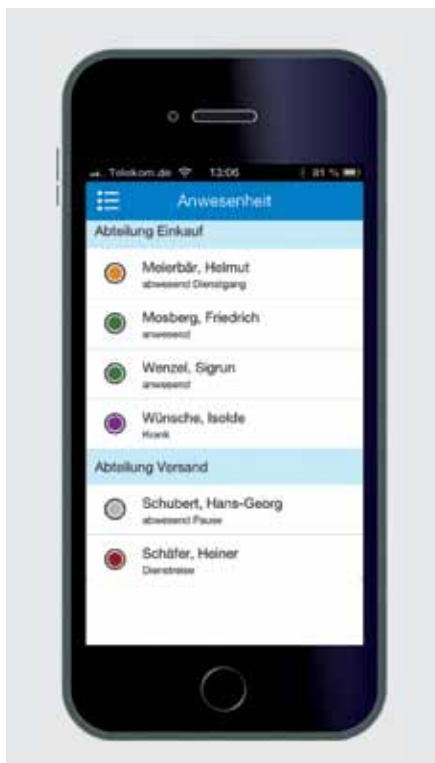 Telekom.de 13:06 81 %
Anwesenheit
Abteilung Einkauf
Meierbär, Helmut
abwesend Dienstgang
Mosberg, Friedrich
anwesend
Wenzel, Sigrun
anwesend
Wünsche, Isolde
Krank
Abteilung Versand
Schubert, Hans-Georg
abwesend Pause
Schäfer, Heiner
Dienstreise